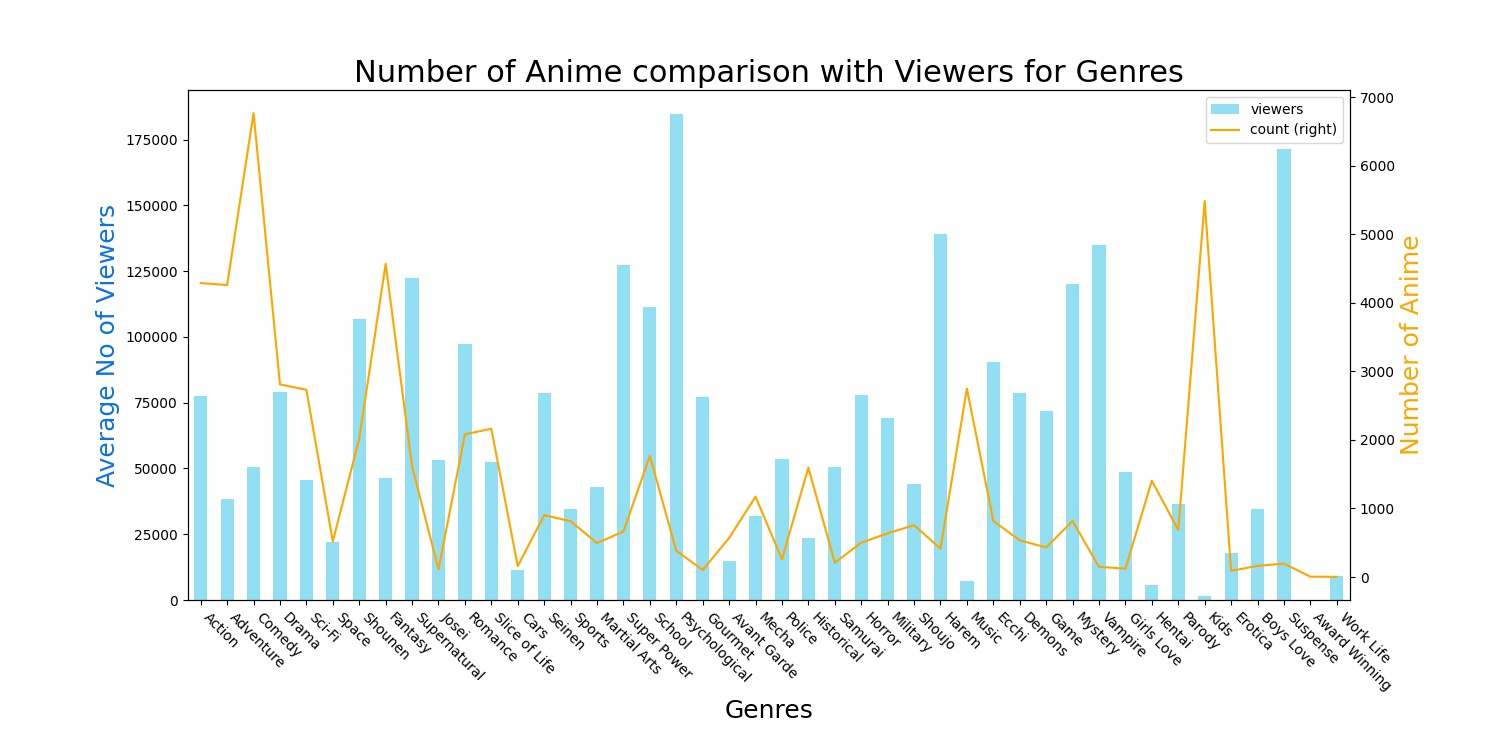 Number of Anime comparison with Viewers for Genres
viewers
count (right)
Average No of Viewers
175000
150000
125000
100000
75000
50000
25000
0
7000
6000
5000
4000
3000
2000
1000
0
Number of Anime
Action
Adventure
Comedy
Drama
Sci-Fi
Space
Shounen
Fantasy
Supernatural
Josei
Romance
Slice of Life
Cars
Seinen
Sports
Martial Arts
Super Power
School
Psychological
Gourmet
Avant Garde
Mecha
Police
Historical
Samurai
Horror
Military
Shoujo
Harem
Music
Ecchi
Demons
Game
Mystery
Vampire
Girls Love
Hentai
Parody
Kids
Erotica
Boys Love
Suspense
Award Winning
Work Life
Genres